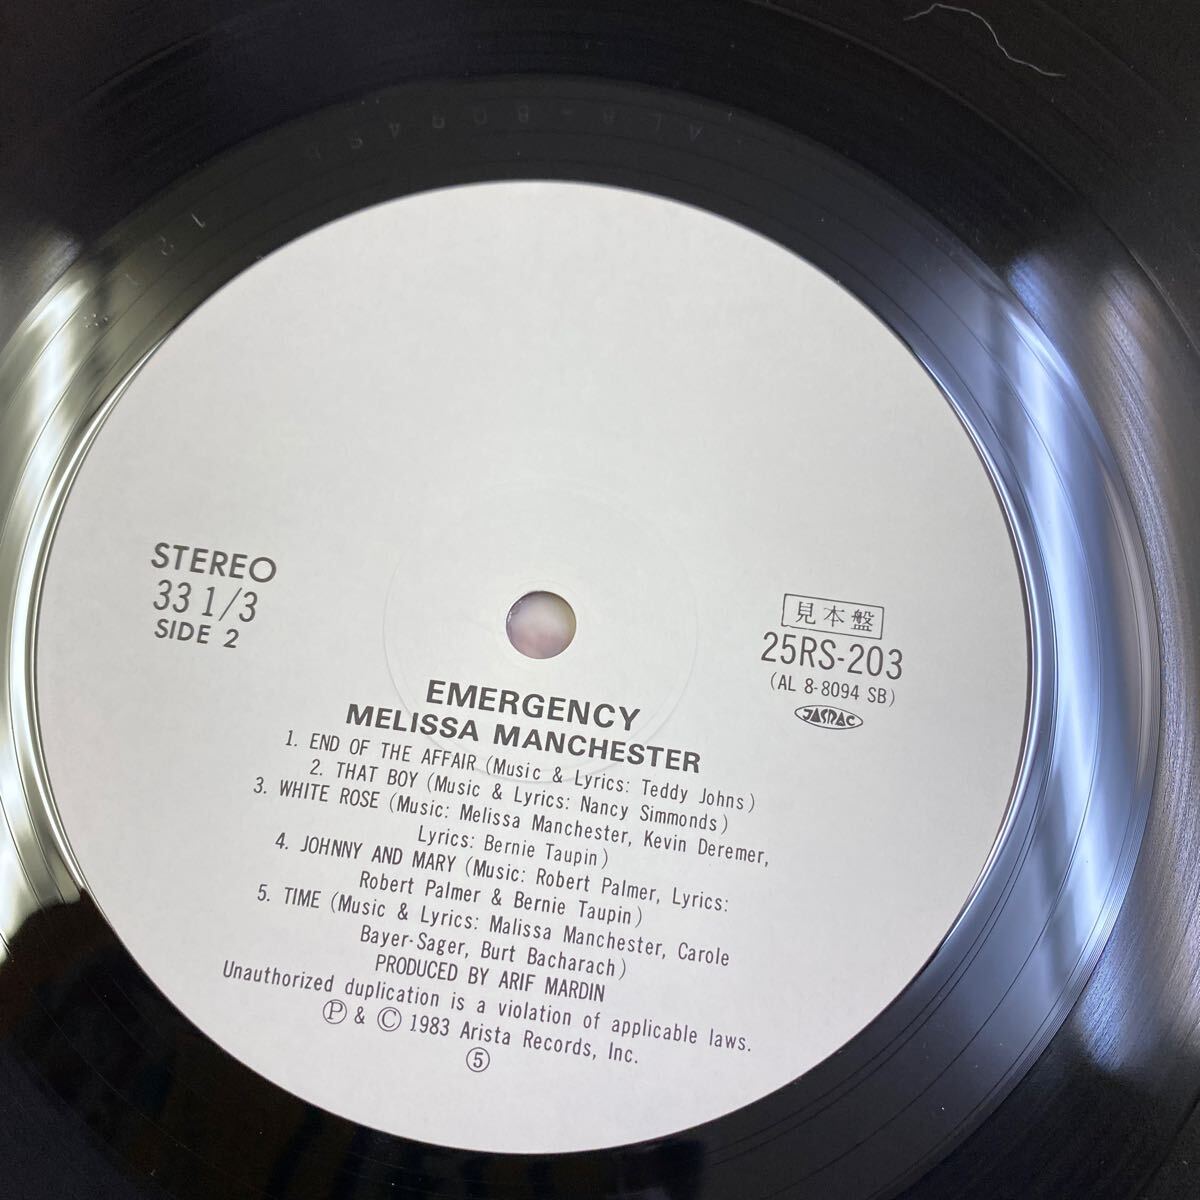 STEREO
33 1/3
SIDE 2
見本盤
25RS-203
(AL 8-8094 SB)
JASRAC
EMERGENCY
MELISSA MANCHESTER
1. END OF THE AFFAIR (Music & Lyrics: Teddy Johns)
2. THAT BOY (Music & Lyrics: Nancy Simmonds)
3. WHITE ROSE (Music: Melissa Manchester, Kevin Deremer,
Lyrics: Bernie Taupin)
4. JOHNNY AND MARY (Music: Robert Palmer, Lyrics:
Robert Palmer & Bernie Taupin)
5. TIME (Music & Lyrics: Malissa Manchester, Carole
Bayer-Sager, Burt Bacharach)
PRODUCED BY ARIF MARDIN
Unauthorized duplication is a violation of applicable laws.
Ⓟ & Ⓒ 1983 Arista Records, Inc.
⑤